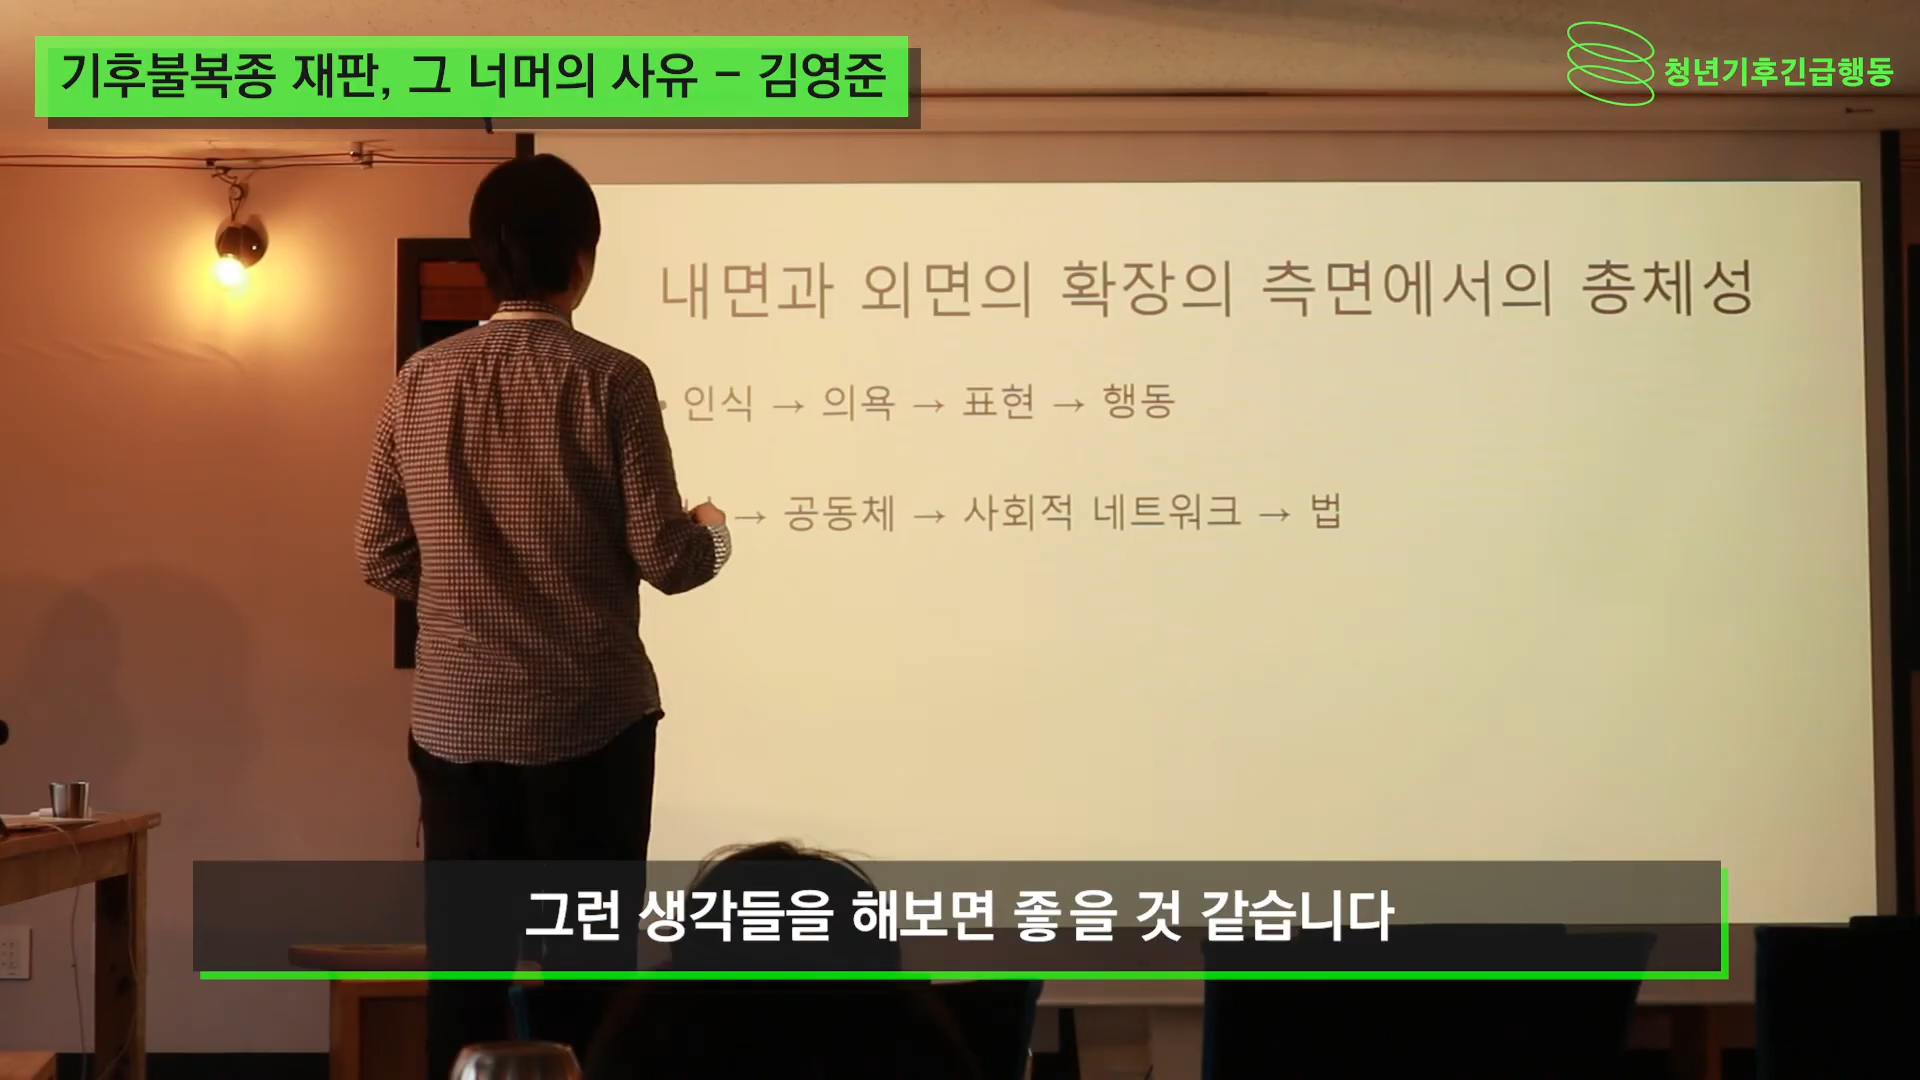 기후불복종 재판, 그 너머의 사유 - 김영준
청년기후긴급행동
내면과 외면의 확장의 측면에서의 총체성
• 인식 → 의욕 → 표현 → 행동
→ 공동체 → 사회적 네트워크 → 법
그런 생각들을 해보면 좋을 것 같습니다